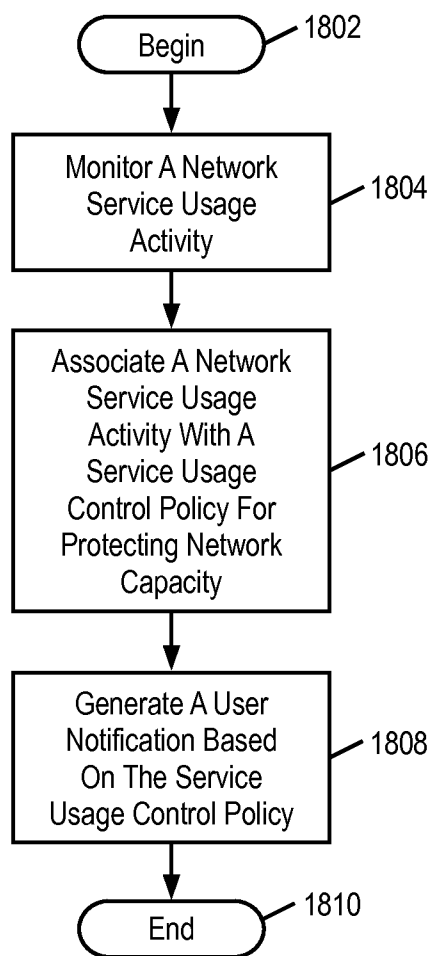 Begin
1802
Monitor A Network
Service Usage
Activity
1804
Associate A Network
Service Usage
Activity With A
Service Usage
Control Policy For
Protecting Network
Capacity
1806
Generate A User
Notification Based
On The Service
Usage Control Policy
1808
End
1810